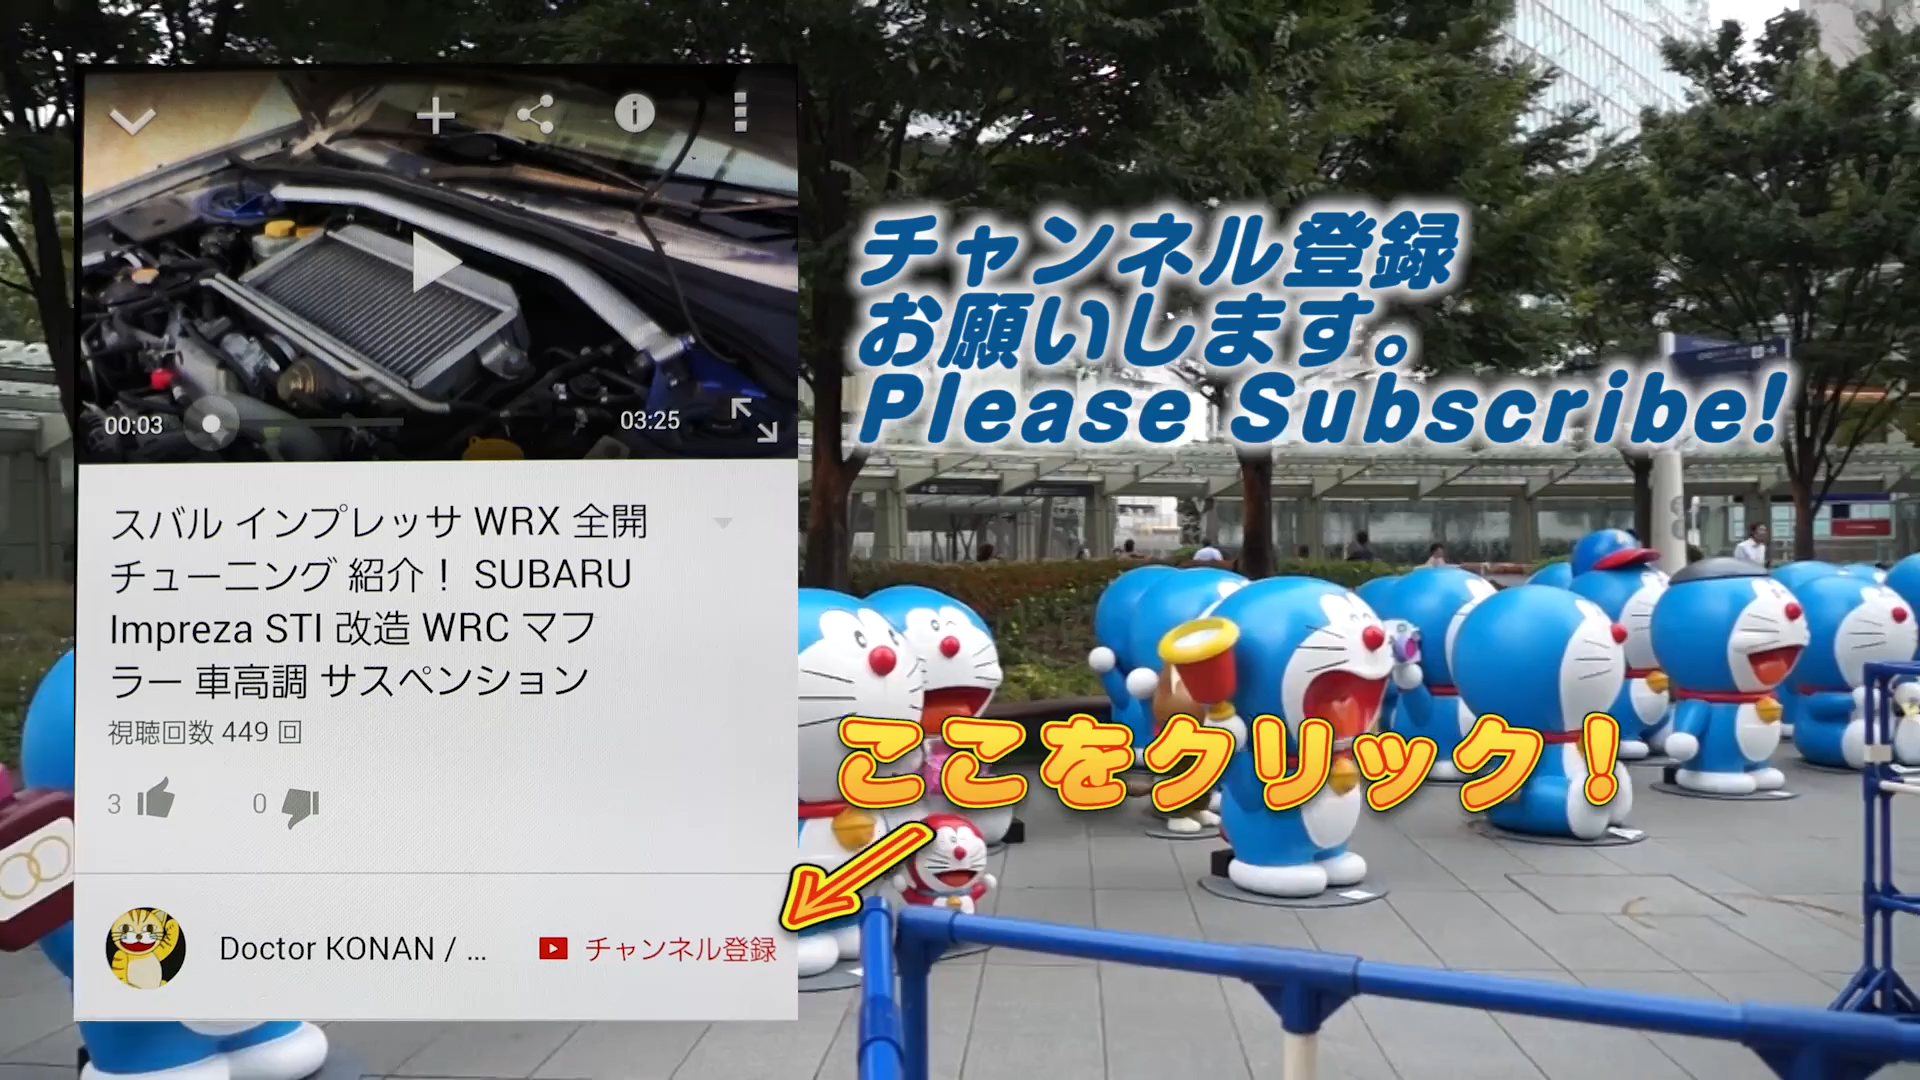 00:03
03:25
スバル インプレッサ WRX 全開
チューニング 紹介！ SUBARU
Impreza STI 改造 WRC マフ
ラー 車高調 サスペンション
視聴回数 449 回
3
0
Doctor KONAN / ...
チャンネル登録
チャンネル登録
お願いします。
Please Subscribe!
ここをクリック！